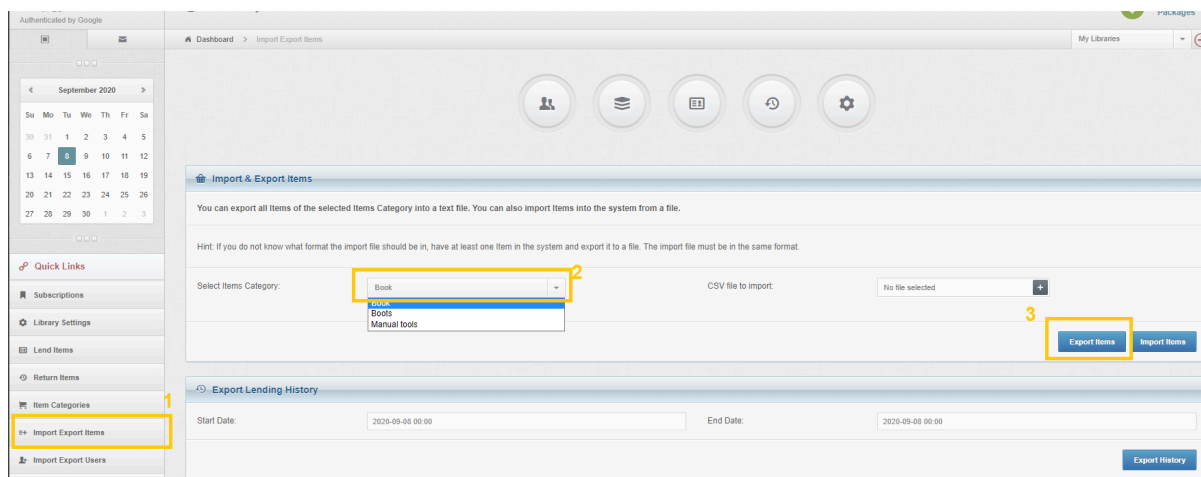 Authenticated by Google
Packages
Dashboard > Import Export Items
My Libraries
September 2020
Su Mo Tu We Th Fr Sa
30 31 1 2 3 4 5
6 7 8 9 10 11 12
13 14 15 16 17 18 19
20 21 22 23 24 25 26
27 28 29 30 1 2 3
Quick Links
Subscriptions
Library Settings
Lend Items
Return Items
Item Categories
1
Import Export Items
Import Export Users
Import & Export Items
You can export all Items of the selected Items Category into a text file. You can also import Items into the system from a file.
Hint: If you do not know what format the import file should be in, have at least one Item in the system and export it to a file. The import file must be in the same format.
2
Select Items Category:
Book
Book
Boots
Manual tools
CSV file to import:
No file selected
3
Export Items
Import Items
Export Lending History
Start Date:
2020-09-08 00:00
End Date:
2020-09-08 00:00
Export History